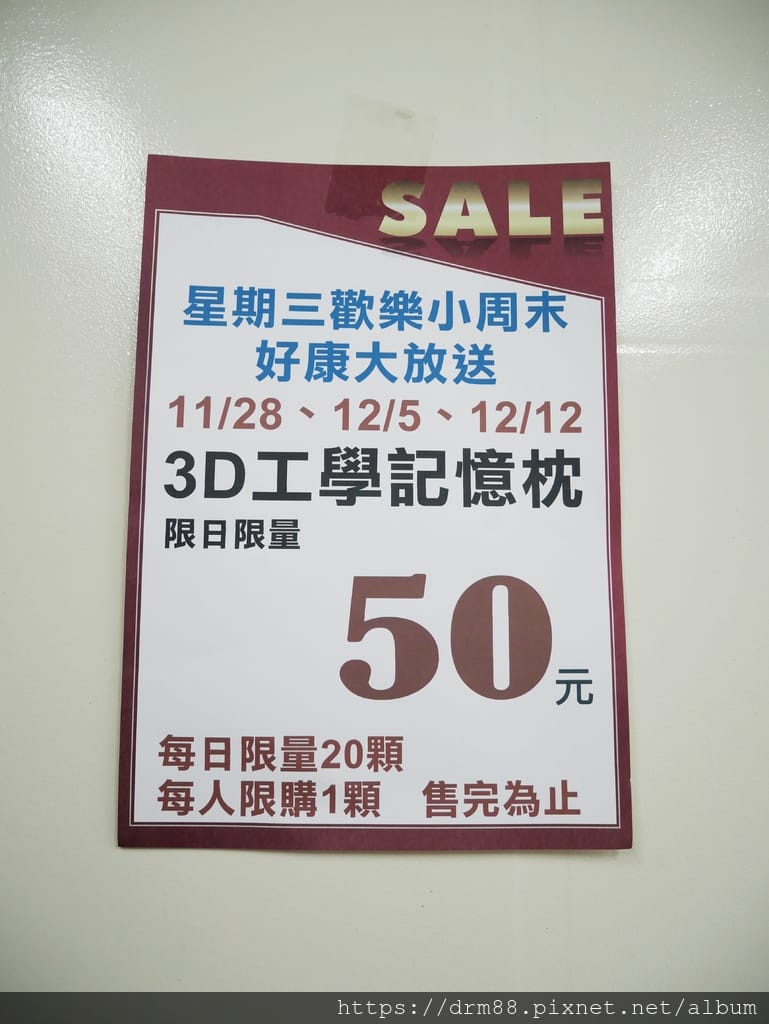 SALE
星期三歡樂小周末
好康大放送
11/28、12/5、12/12
3D工學記憶枕
限日限量
50元
每日限量20顆
每人限購1顆 售完為止
https://drm88.pixnet.net/album